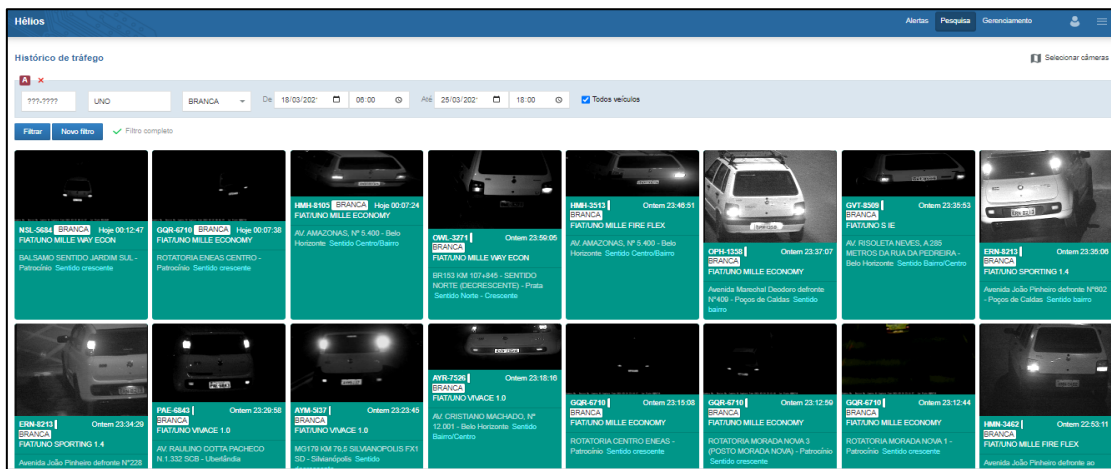 Hélios
Alertas Pesquisa Gerenciamento
Histórico de tráfego
Selecionar câmeras
A
???-????
UNO
BRANCA
De 18/03/202 06:00
Até 25/03/202 18:00
Todos veículos
Filtrar Novo filtro Filtro completo
NSL-5684 BRANCA Hoje 00:12:47
FIAT/UNO MILLE WAY ECON
BALSAMO SENTIDO JARDIM SUL -
Patrocínio Sentido crescente
GQR-6710 BRANCA Hoje 00:07:38
FIAT/UNO MILLE ECONOMY
ROTATORIA ENEAS CENTRO -
Patrocínio Sentido crescente
HMH-8105 BRANCA Hoje 00:07:24
FIAT/UNO MILLE ECONOMY
AV. AMAZONAS, Nº 5.400 - Belo
Horizonte Sentido Centro/Bairro
OWL-3271 Ontem 23:59:05
BRANCA
FIAT/UNO MILLE WAY ECON
BR153 KM 107+845 - SENTIDO
NORTE (DECRESCENTE) - Prata
Sentido Norte - Crescente
HMH-3513 Ontem 23:46:51
BRANCA
FIAT/UNO MILLE FIRE FLEX
AV. AMAZONAS, Nº 5.400 - Belo
Horizonte Sentido Centro/Bairro
OPH-1358 Ontem 23:37:07
BRANCA
FIAT/UNO MILLE ECONOMY
Avenida Marechal Deodoro defronte
Nº409 - Poços de Caldas Sentido
bairro
GVT-8509 Ontem 23:35:53
BRANCA
FIAT/UNO S IE
AV. RISOLETA NEVES, A 285
METROS DA RUA DA PEDREIRA -
Belo Horizonte Sentido Bairro/Centro
ERN-8213 Ontem 23:35:06
BRANCA
FIAT/UNO SPORTING 1.4
Avenida João Pinheiro defronte Nº602
- Poços de Caldas Sentido bairro
ERN-8213 Ontem 23:34:29
BRANCA
FIAT/UNO SPORTING 1.4
Avenida João Pinheiro defronte Nº228
PAE-6843 Ontem 23:29:58
BRANCA
FIAT/UNO VIVACE 1.0
AV. RAULINO COTTA PACHECO
N.1.332 SCB - Uberlândia
AYM-5I37 Ontem 23:23:45
BRANCA
FIAT/UNO VIVACE 1.0
MG179 KM 79,5 SILVIANOPOLIS FX1
SD - Silvianópolis Sentido
decrescente
AYR-7526 Ontem 23:18:16
BRANCA
FIAT/UNO VIVACE 1.0
AV. CRISTIANO MACHADO, Nº
12.001 - Belo Horizonte Sentido
Bairro/Centro
GQR-6710 Ontem 23:15:08
BRANCA
FIAT/UNO MILLE ECONOMY
ROTATORIA CENTRO ENEAS -
Patrocínio Sentido crescente
GQR-6710 Ontem 23:12:59
BRANCA
FIAT/UNO MILLE ECONOMY
ROTATORIA MORADA NOVA 3
(POSTO MORADA NOVA) - Patrocínio
Sentido crescente
GQR-6710 Ontem 23:12:44
BRANCA
FIAT/UNO MILLE ECONOMY
ROTATORIA MORADA NOVA 1 -
Patrocínio Sentido crescente
HMN-3462 Ontem 22:53:11
BRANCA
FIAT/UNO MILLE FIRE FLEX
Avenida João Pinheiro defronte ao